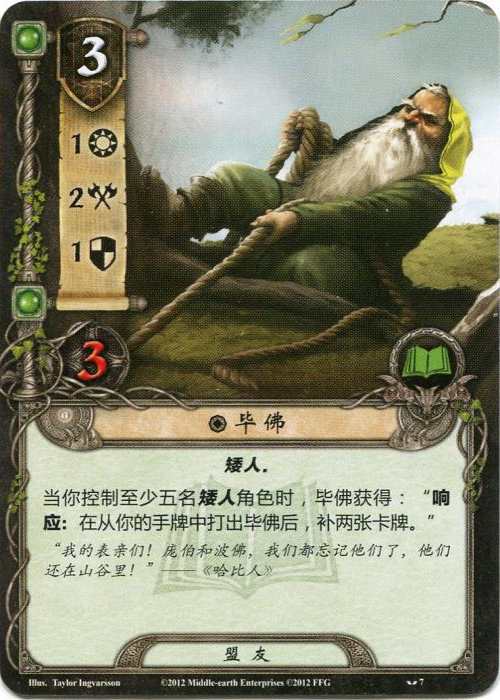 3
1
2
1
3
毕佛
矮人.
当你控制至少五名矮人角色时，毕佛获得：“响
应：在从你的手牌中打出毕佛后，补两张卡牌。”
“我的表亲们！庞伯和波佛，我们都忘记他们了，他们
还在山谷里！”——《哈比人》
盟友
Illus. Taylor Ingvarsson ©2012 Middle-earth Enterprises ©2012 FFG 7